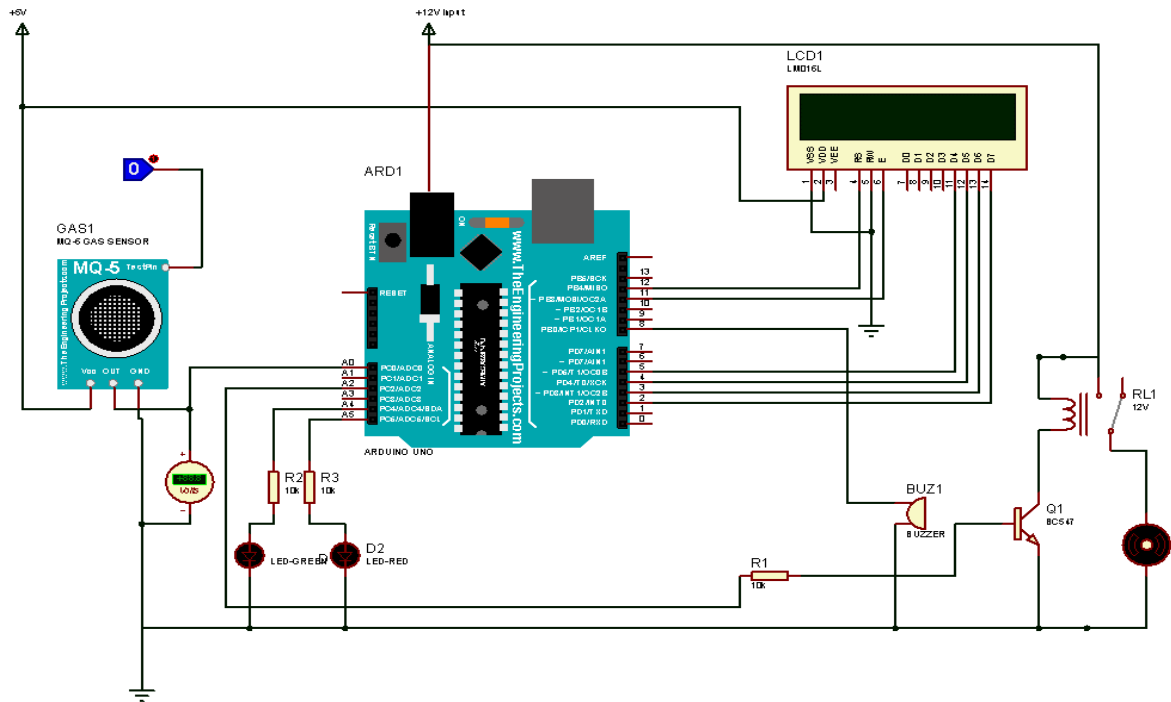 +5V
+12V Input
LCD1
LM016L
VSS
VDD
VEE
RS
RW
E
D0
D1
D2
D3
D4
D5
D6
D7
1
2
3
4
5
6
7
8
9
10
11
12
13
14
0
ARD1
GAS1
MQ-5 GAS SENSOR
MQ-5
TestPin
www.TheEngineeringProject.com
Vcc
OUT
GND
Reset BTN
ON
www.TheEngineeringProjects.com
RESET
ANALOG IN
AREF
PB5/SCK
PB4/MISO
~PB3/MOSI/OC2A
~PB2/OC1B
~PB1/OC1A
PB0/ICP1/CLKO
13
12
11
10
9
8
PD7/AIN1
~PD6/AIN1
~PD5/T1/OC0B
PD4/T0/XCK
~PD3/INT1/OC2B
PD2/INT0
PD1/TXD
PD0/RXD
7
6
5
4
3
2
1
0
A0
A1
A2
A3
A4
A5
PC0/ADC0
PC1/ADC1
PC2/ADC2
PC3/ADC3
PC4/ADC4/SDA
PC5/ADC5/SCL
ARDUINO UNO
RL1
12V
+
Volts
-
R2
10k
R3
10k
LED-GREEN
D2
LED-RED
BUZ1
BUZZER
Q1
BC547
R1
10k